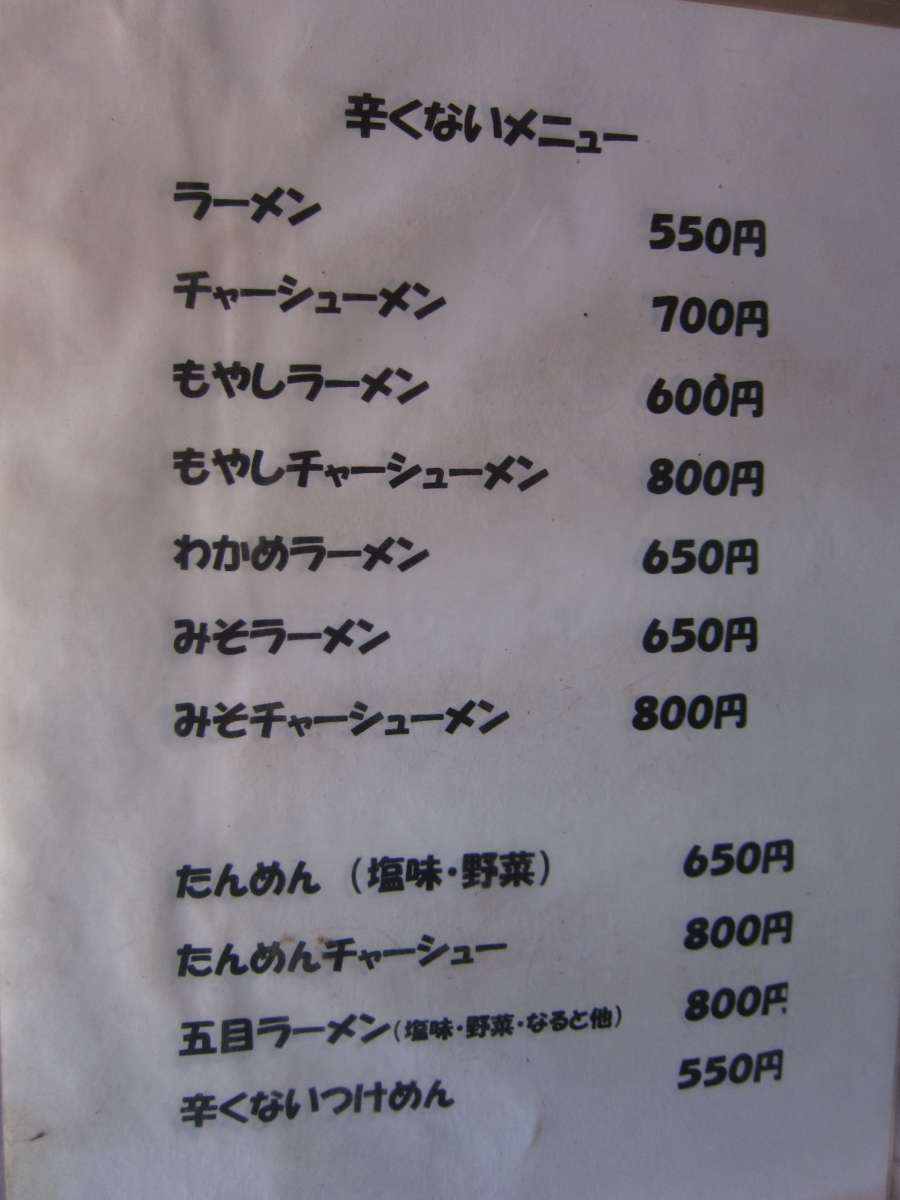 辛くないメニュー
ラーメン 550円
チャーシューメン 700円
もやしラーメン 600円
もやしチャーシューメン 800円
わかめラーメン 650円
みそラーメン 650円
みそチャーシューメン 800円
たんめん (塩味・野菜) 650円
たんめんチャーシュー 800円
五目ラーメン(塩味・野菜・なると他) 800円
辛くないつけめん 550円